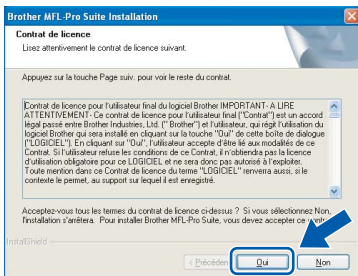 Brother MFL-Pro Suite Installation
Contrat de licence
Lisez attentivement le contrat de licence suivant.
Appuyez sur la touche Page suiv. pour voir le reste du contrat.
Contrat de licence pour l'utilisateur final du logiciel Brother IMPORTANT- A LIRE
ATTENTIVEMENT- Ce contrat de licence pour l'utilisateur final ("Contrat") est un accord
légal passé entre Brother Industries, Ltd. (" Brother") et l'utilisateur, qui régit l'utilisation du
logiciel Brother qui sera installé en cliquant sur la touche "Oui" de cette boîte de dialogue
("LOGICIEL"). En cliquant sur "Oui", l'utilisateur accepte d'être lié aux modalités de ce
Contrat. Si l'utilisateur refuse les conditions de ce Contrat, il n'obtiendra pas la licence
d'utilisation obligatoire pour ce LOGICIEL et ne sera donc pas autorisé à l'exploiter.
Toute mention dans ce Contrat de licence du terme "LOGICIEL" renverra aussi, si le
contexte le permet, au support sur lequel il est enregistré.
Acceptez-vous tous les termes du contrat de licence ci-dessus ? Si vous sélectionnez Non,
l'installation s'arrêtera. Pour installer Brother MFL-Pro Suite, vous devez accepter ce
InstallShield
< Précéden
Oui
Non